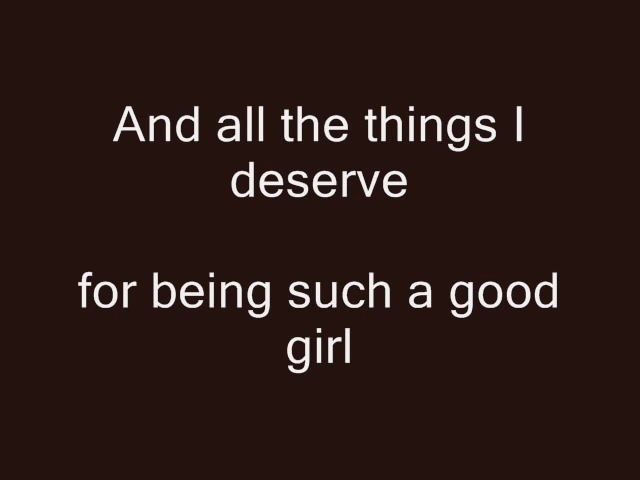 And all the things I
deserve
for being such a good
girl